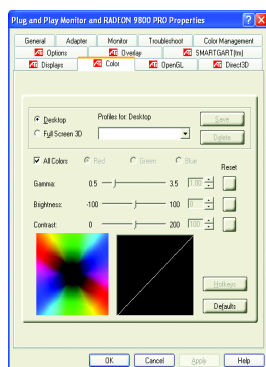 Plug and Play Monitor and RADEON 9800 PRO Properties
General Adapter Monitor Troubleshoot Color Management
Options Overlay SMARTGART(tm)
Displays Color OpenGL Direct3D
Desktop Profiles for: Desktop Save
Full Screen 3D Delete
All Colors Red Green Blue
Reset
Gamma: 0.5 3.5 1.00
Brightness: -100 100 0
Contrast: 0 200 100
Hotkeys
Defaults
OK Cancel Apply Help